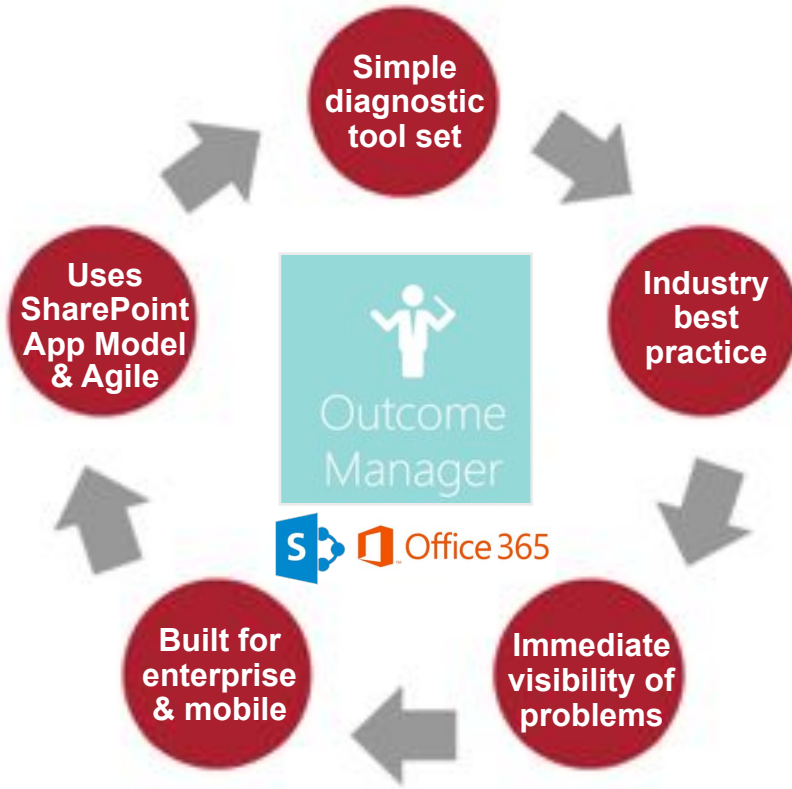 Simple
diagnostic
tool set
Industry
best
practice
Immediate
visibility of
problems
Built for
enterprise
& mobile
Uses
SharePoint
App Model
& Agile
Outcome
Manager
S
Office 365